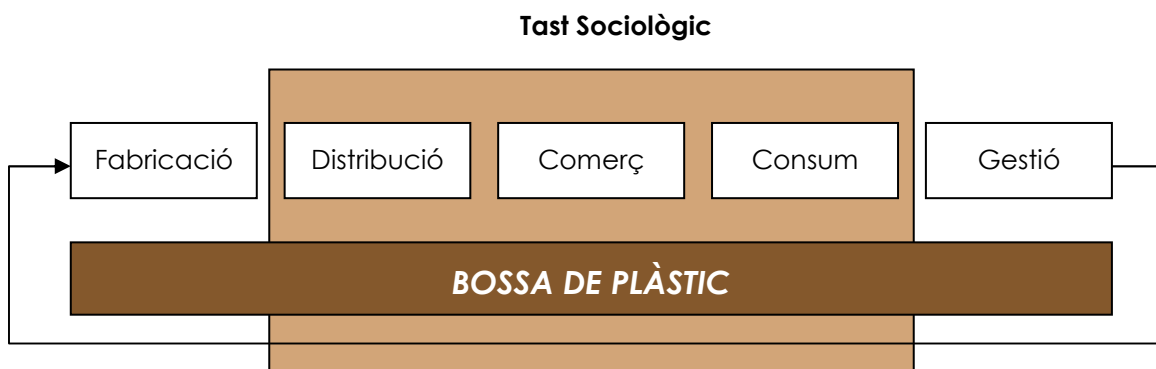 Tast Sociològic
Fabricació
Distribució
Comerç
Consum
Gestió
BOSSA DE PLÀSTIC